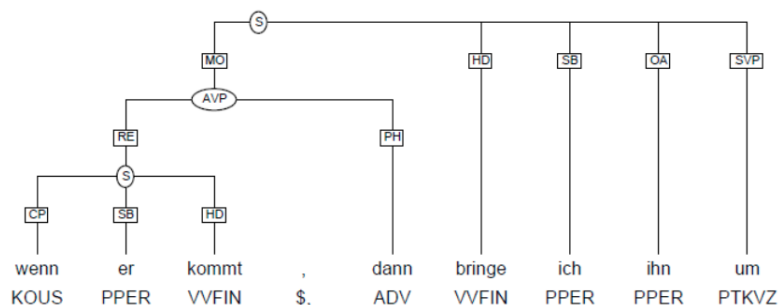 S
MO HD SB OA SVP
AVP
RE PH
S
CP SB HD
wenn er kommt , dann bringe ich ihn um
KOUS PPER VVFIN $, ADV VVFIN PPER PPER PTKVZ